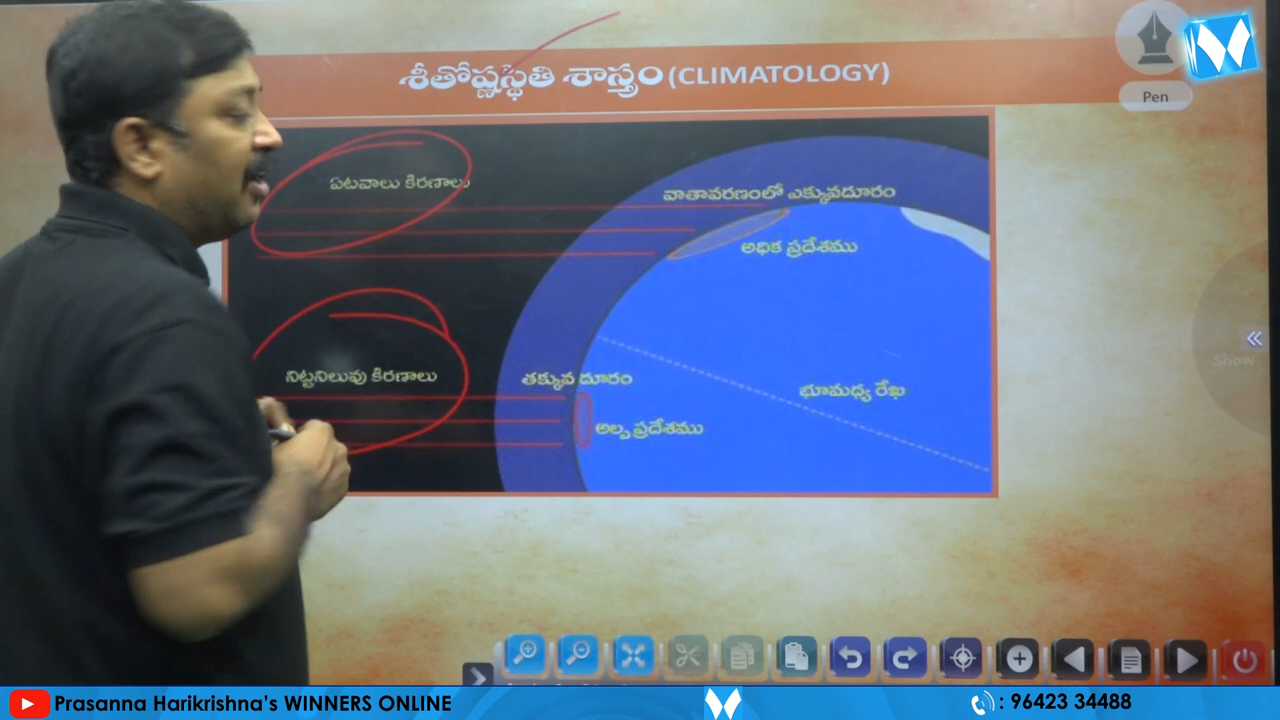 శీతోష్ణస్థితి శాస్త్రం (CLIMATOLOGY)
Pen
ఏటవాలు కిరణాలు
వాతావరణంలో ఎక్కువదూరం
అధిక ప్రదేశము
Show
నిట్టనిలువు కిరణాలు
తక్కువ దూరం
భూమధ్య రేఖ
అల్ప ప్రదేశము
Prasanna Harikrishna's WINNERS ONLINE
: 96423 34488